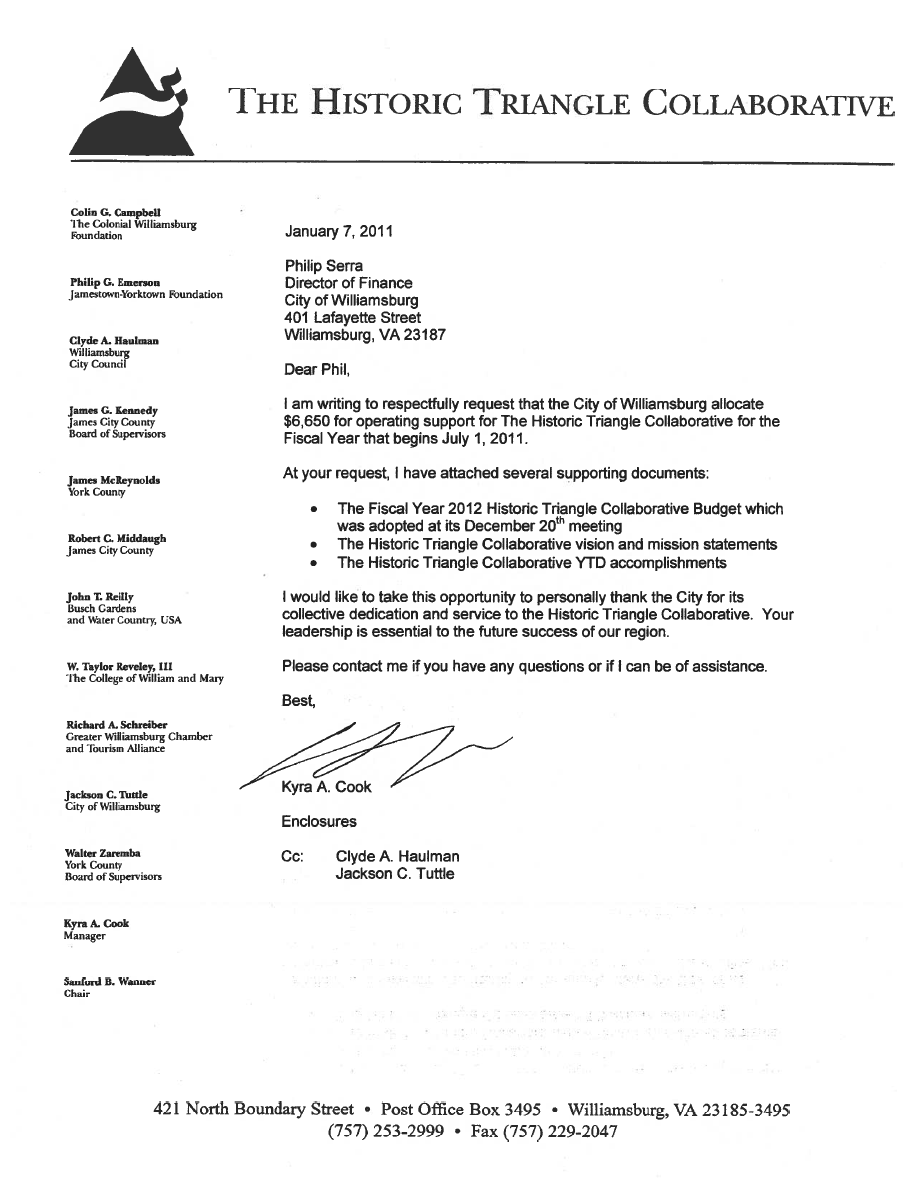 THE HISTORIC TRIANGLE COLLABORATIVE
Colin G. Campbell
The Colonial Williamsburg
Foundation
Philip G. Emerson
Jamestown-Yorktown Foundation
Clyde A. Haulman
Williamsburg
City Council
James G. Kennedy
James City County
Board of Supervisors
James McReynolds
York County
Robert C. Middaugh
James City County
John T. Reilly
Busch Gardens
and Water Country, USA
W. Taylor Reveley, III
The College of William and Mary
Richard A. Schreiber
Greater Williamsburg Chamber
and Tourism Alliance
Jackson C. Tuttle
City of Williamsburg
Walter Zaremba
York County
Board of Supervisors
Kyra A. Cook
Manager
Sanford B. Wanner
Chair
January 7, 2011
Philip Serra
Director of Finance
City of Williamsburg
401 Lafayette Street
Williamsburg, VA 23187
Dear Phil,
I am writing to respectfully request that the City of Williamsburg allocate
$6,650 for operating support for The Historic Triangle Collaborative for the
Fiscal Year that begins July 1, 2011.
At your request, I have attached several supporting documents:
• The Fiscal Year 2012 Historic Triangle Collaborative Budget which
was adopted at its December 20th meeting
• The Historic Triangle Collaborative vision and mission statements
• The Historic Triangle Collaborative YTD accomplishments
I would like to take this opportunity to personally thank the City for its
collective dedication and service to the Historic Triangle Collaborative. Your
leadership is essential to the future success of our region.
Please contact me if you have any questions or if I can be of assistance.
Best,
Kyra A. Cook
Enclosures
Cc: Clyde A. Haulman
Jackson C. Tuttle
421 North Boundary Street • Post Office Box 3495 • Williamsburg, VA 23185-3495
(757) 253-2999 • Fax (757) 229-2047